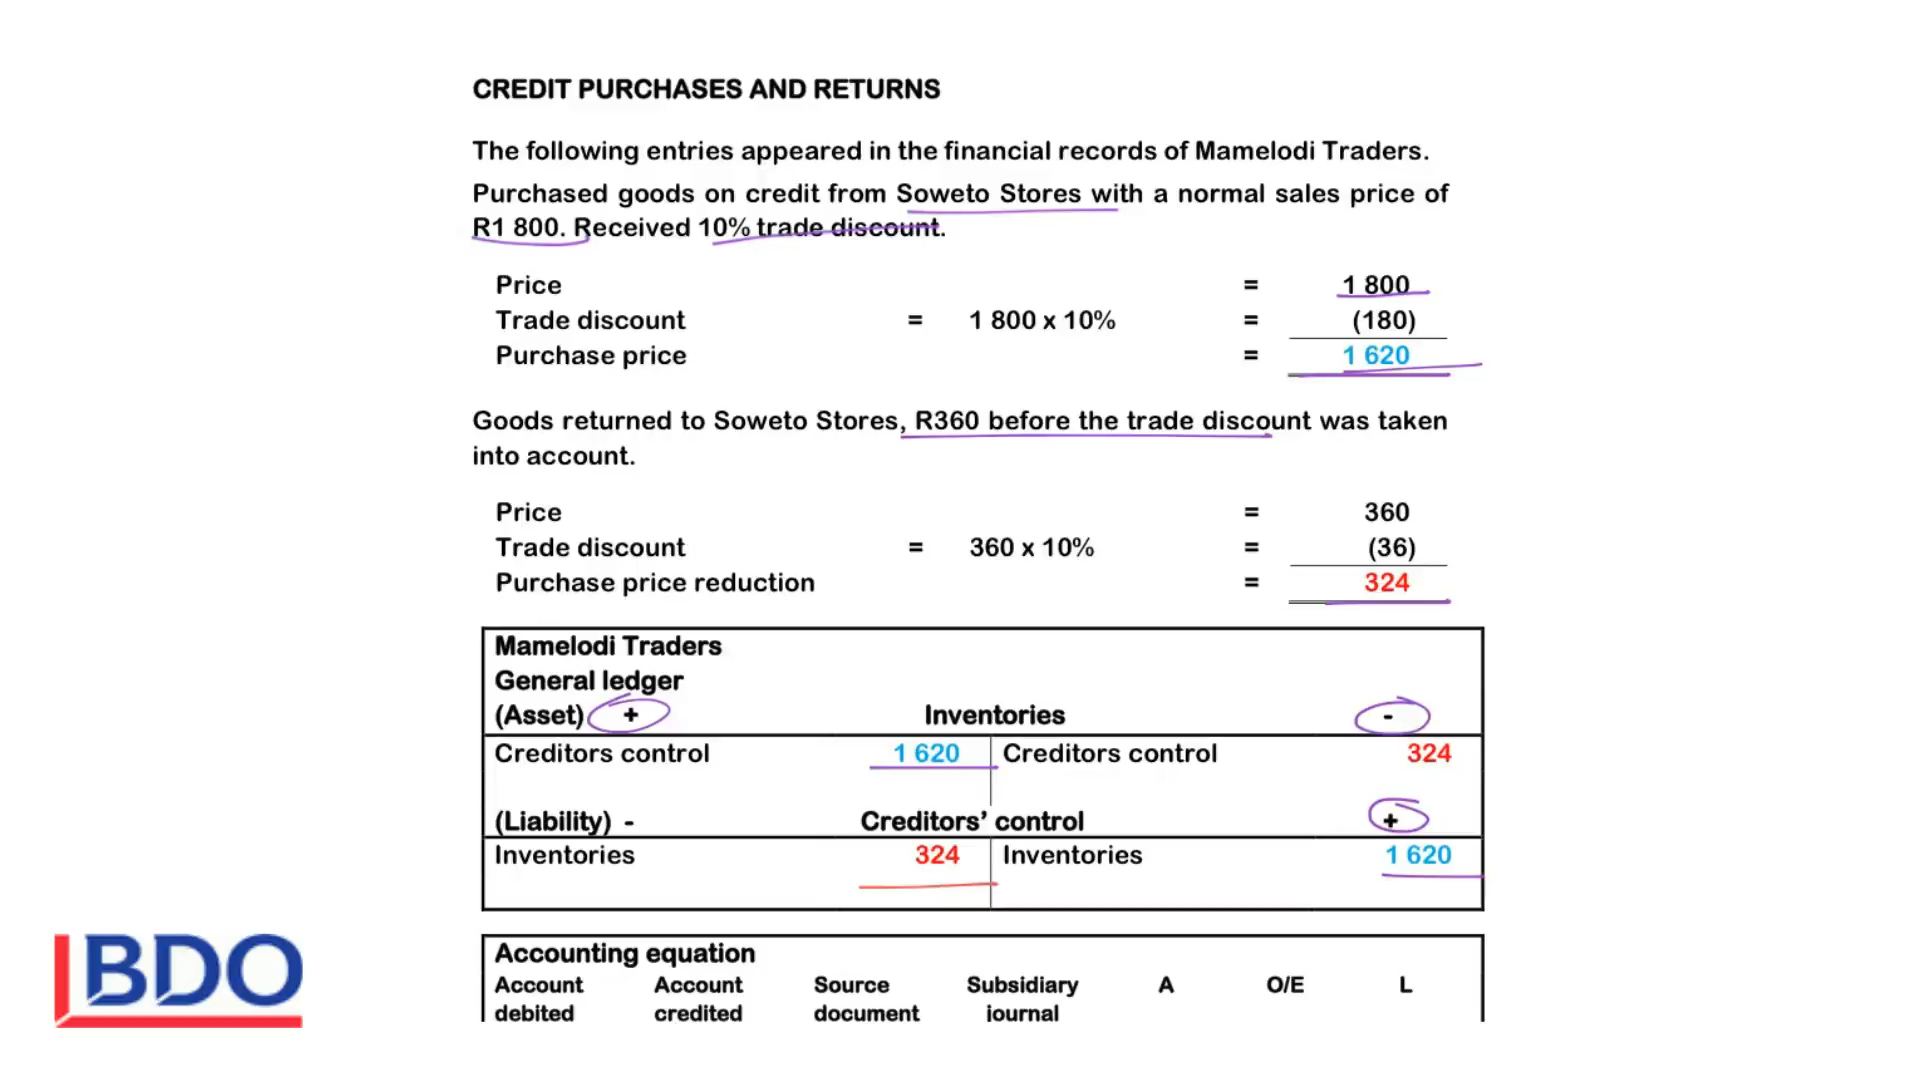 CREDIT PURCHASES AND RETURNS
The following entries appeared in the financial records of Mamelodi Traders.
Purchased goods on credit from Soweto Stores with a normal sales price of
R1 800. Received 10% trade discount.
Price = 1 800
Trade discount = 1 800 x 10% = (180)
Purchase price = 1 620
Goods returned to Soweto Stores, R360 before the trade discount was taken
into account.
Price = 360
Trade discount = 360 x 10% = (36)
Purchase price reduction = 324
Mamelodi Traders
General ledger
(Asset) + Inventories -
Creditors control 1 620 Creditors control 324
(Liability) - Creditors’ control +
Inventories 324 Inventories 1 620
Accounting equation
Account Account Source Subsidiary A O/E L
debited credited document journal
BDO